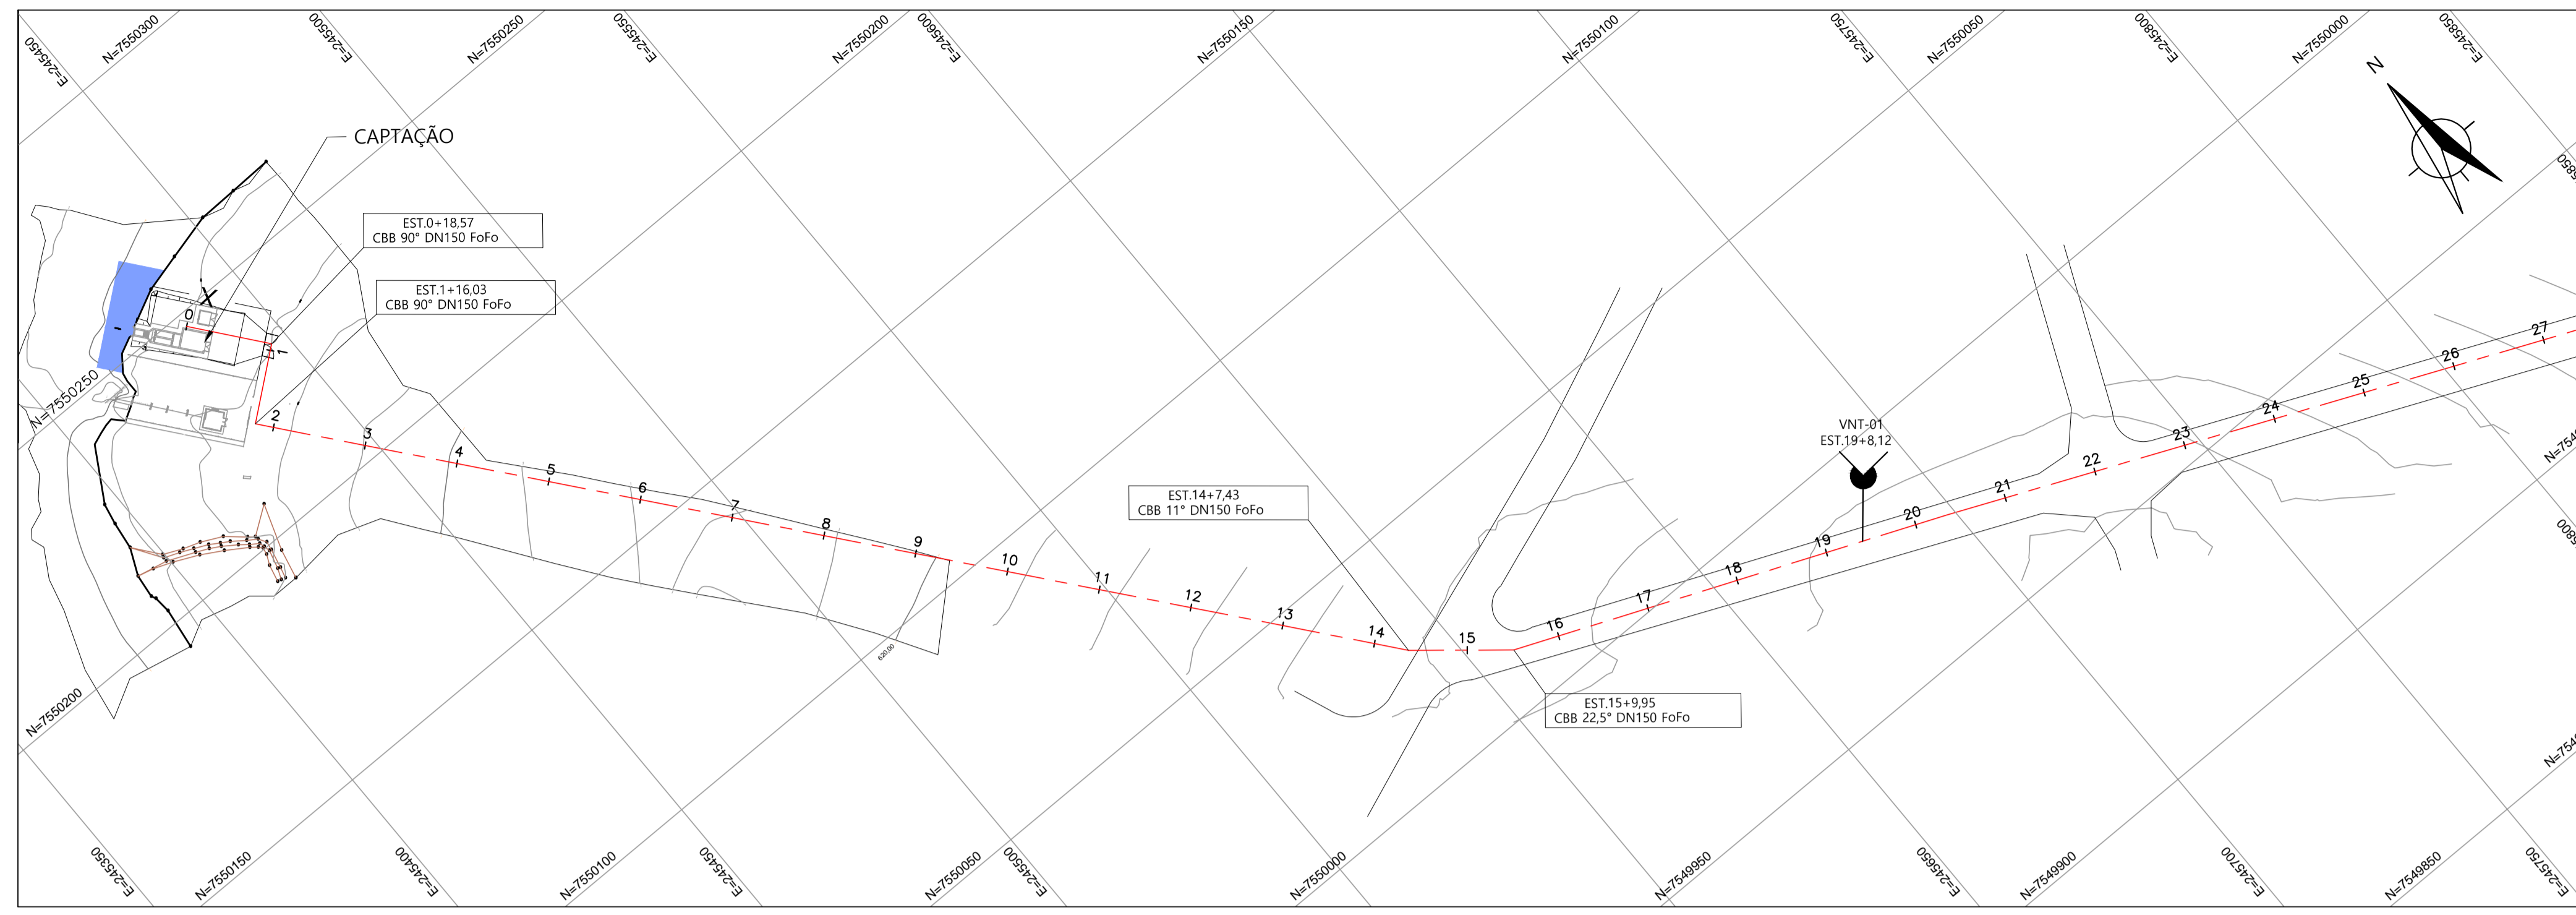 E=245450
N=7550300
E=245500
N=7550250
E=245550
N=7550200
E=245600
N=7550150
N=7550100
E=245750
N=7550050
E=245800
N=7550000
E=245850
N
CAPTAÇÃO
EST.0+18,57
CBB 90° DN150 FoFo
EST.1+16,03
CBB 90° DN150 FoFo
X
0
1
2
3
4
5
6
7
8
9
10
11
12
13
14
15
16
17
18
19
20
21
22
23
24
25
26
27
VNT-01
EST.19+8,12
EST.14+7,43
CBB 11° DN150 FoFo
EST.15+9,95
CBB 22,5° DN150 FoFo
620,00
N=7550250
N=7550200
E=245350
N=7550150
E=245400
N=7550100
E=245450
N=7550050
E=245500
N=7550000
N=7549950
E=245650
N=7549900
E=245700
N=7549850
E=245750